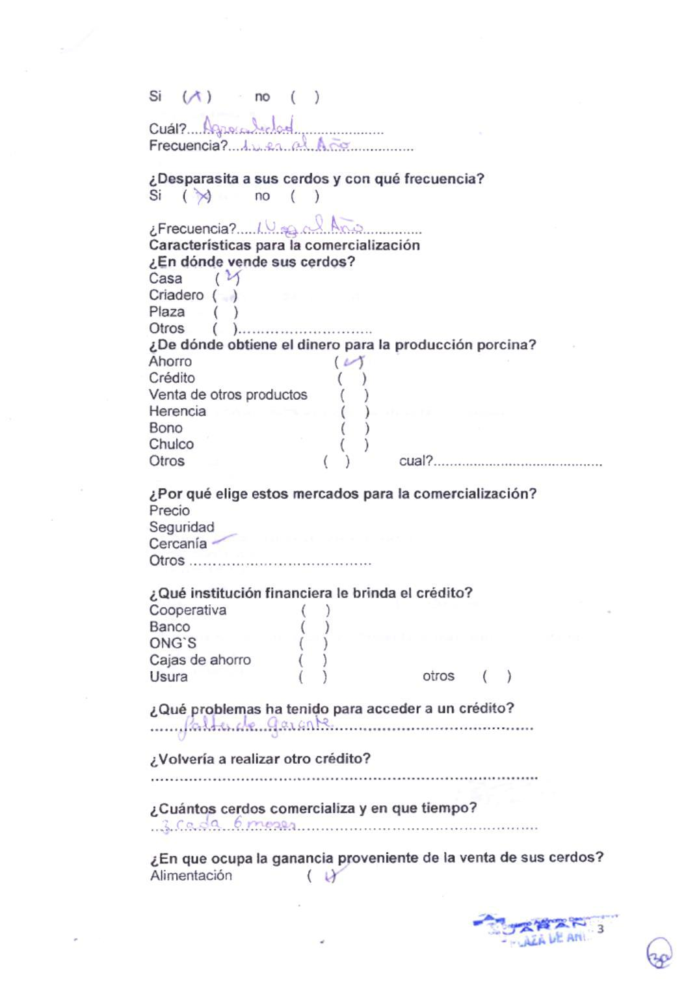 Si (x) no ( )
Cuál?.... Agrocalidad ......................
Frecuencia?... 1 vez al Año ................
¿Desparasita a sus cerdos y con qué frecuencia?
Si (x) no ( )
¿Frecuencia?..... 1 Vez al Año ...............
Características para la comercialización
¿En dónde vende sus cerdos?
Casa (x)
Criadero ( )
Plaza ( )
Otros ( )............................
¿De dónde obtiene el dinero para la producción porcina?
Ahorro (✓)
Crédito ( )
Venta de otros productos ( )
Herencia ( )
Bono ( )
Chulco ( )
Otros ( ) cual?........................................
¿Por qué elige estos mercados para la comercialización?
Precio
Seguridad
Cercanía ✓
Otros ..................................
¿Qué institución financiera le brinda el crédito?
Cooperativa ( )
Banco ( )
ONG`S ( )
Cajas de ahorro ( )
Usura ( ) otros ( )
¿Qué problemas ha tenido para acceder a un crédito?
falta de garante
¿Volvería a realizar otro crédito?
................................................................................
¿Cuántos cerdos comercializa y en que tiempo?
3 cada 6 meses
¿En que ocupa la ganancia proveniente de la venta de sus cerdos?
Alimentación (✓)
Autónomo
3
PLAZA DE